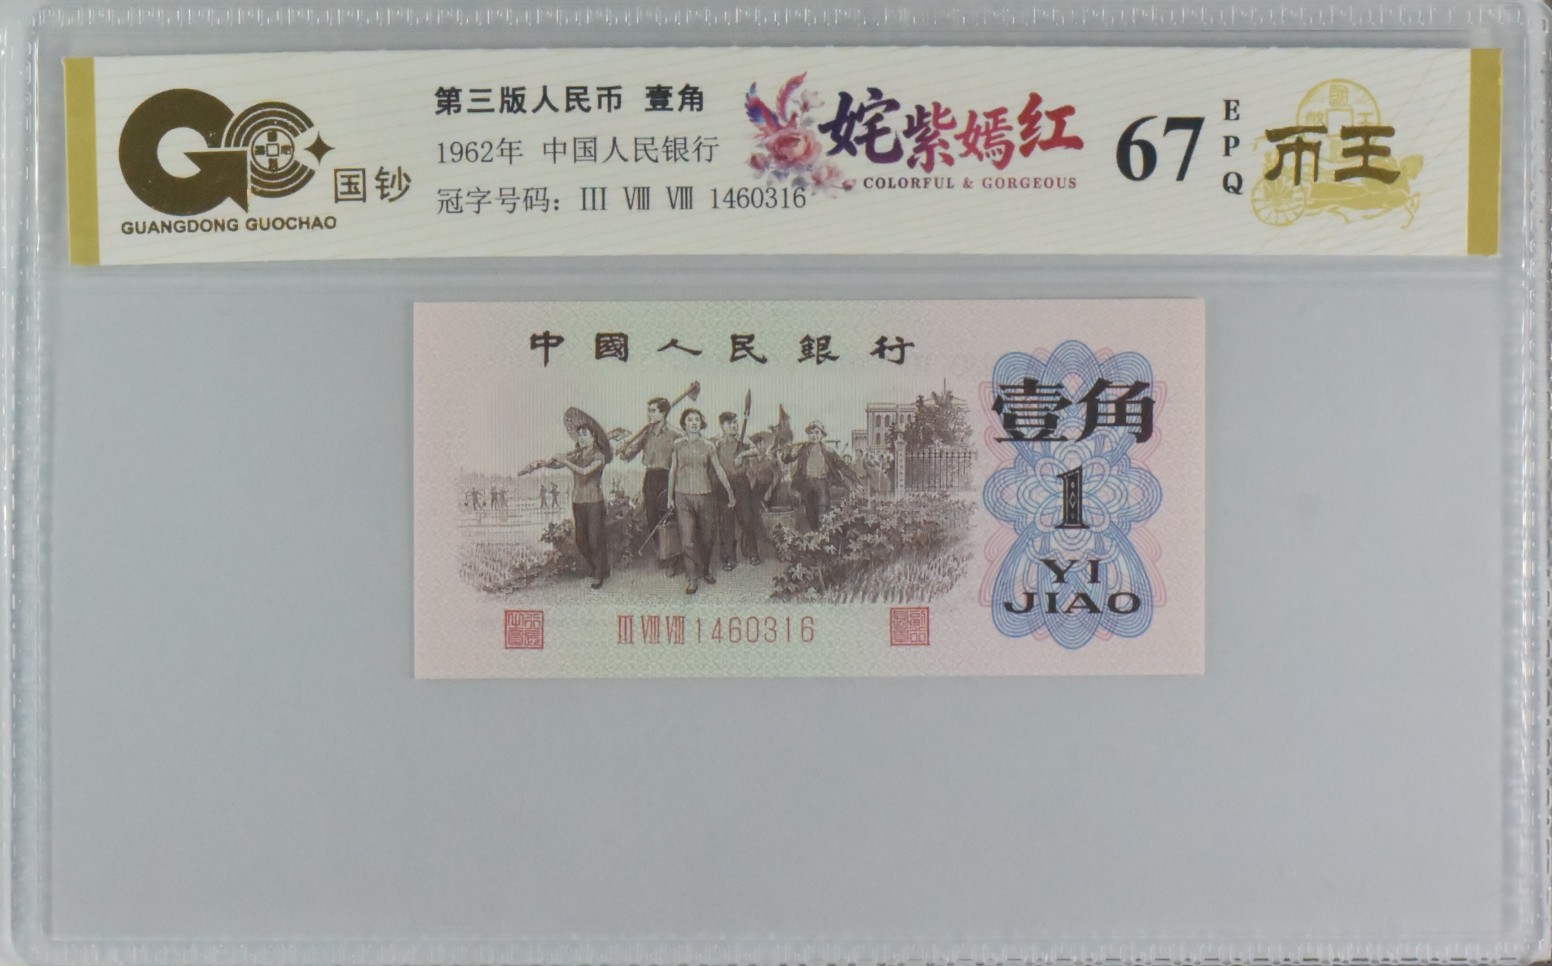 GC
国钞
GUANGDONG GUOCHAO
第三版人民币 壹角
1962年 中国人民银行
冠字号码：III VIII VIII 1460316
姹紫嫣红
COLORFUL & GORGEOUS
67
EPQ
币王
中國人民銀行
壹角
1
YI
JIAO
III VIII VIII 1460316